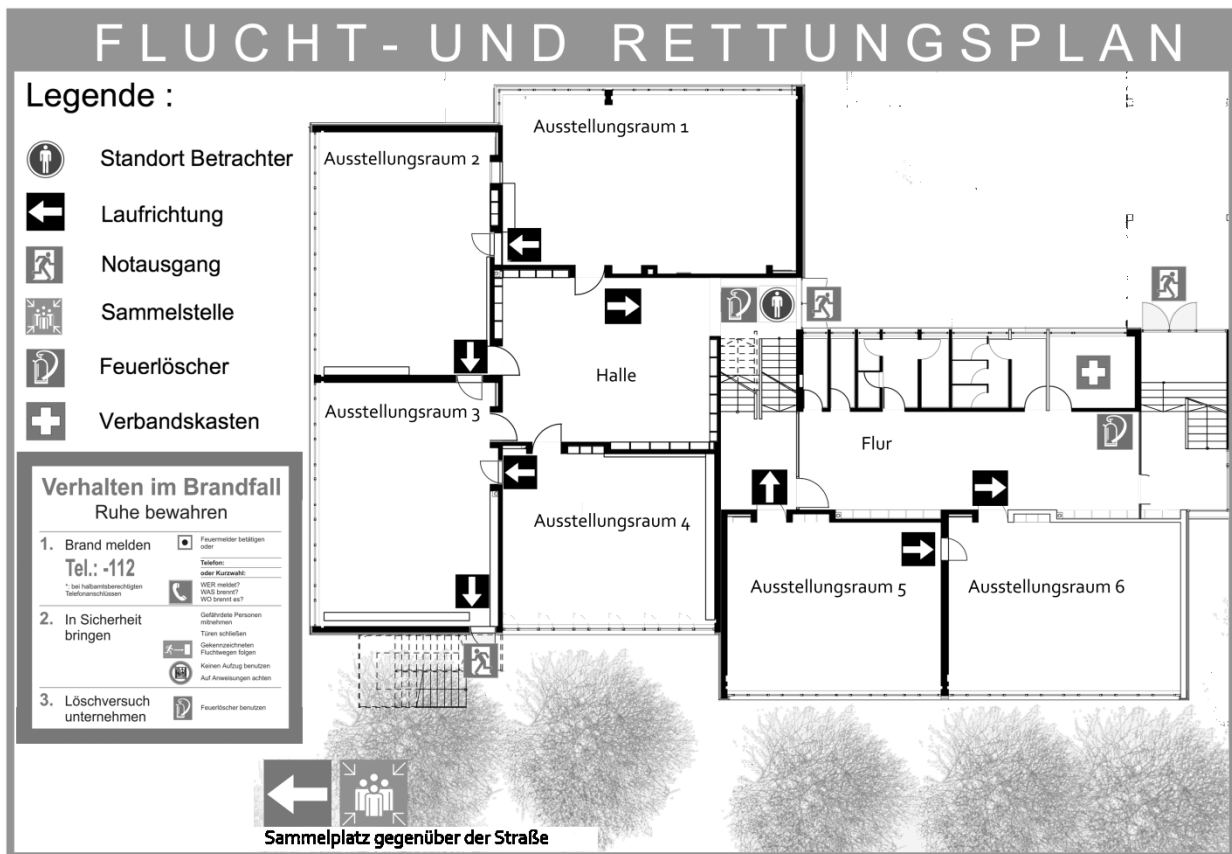 FLUCHT- UND RETTUNGSPLAN
Legende :
Standort Betrachter
Laufrichtung
Notausgang
Sammelstelle
Feuerlöscher
Verbandskasten
Verhalten im Brandfall
Ruhe bewahren
1. Brand melden
Tel.: -112
*: bei halbamtsberechtigten
Telefonanschlüssen
Feuermelder betätigen
oder
Telefon:
oder Kurzwahl:
WER meldet?
WAS brennt?
WO brennt es?
2. In Sicherheit
bringen
Gefährdete Personen
mitnehmen
Türen schließen
Gekennzeichneten
Fluchtwegen folgen
Keinen Aufzug benutzen
Auf Anweisungen achten
3. Löschversuch
unternehmen
Feuerlöscher benutzen
Ausstellungsraum 1
Ausstellungsraum 2
Halle
Ausstellungsraum 3
Flur
Ausstellungsraum 4
Ausstellungsraum 5
Ausstellungsraum 6
Sammelplatz gegenüber der Straße